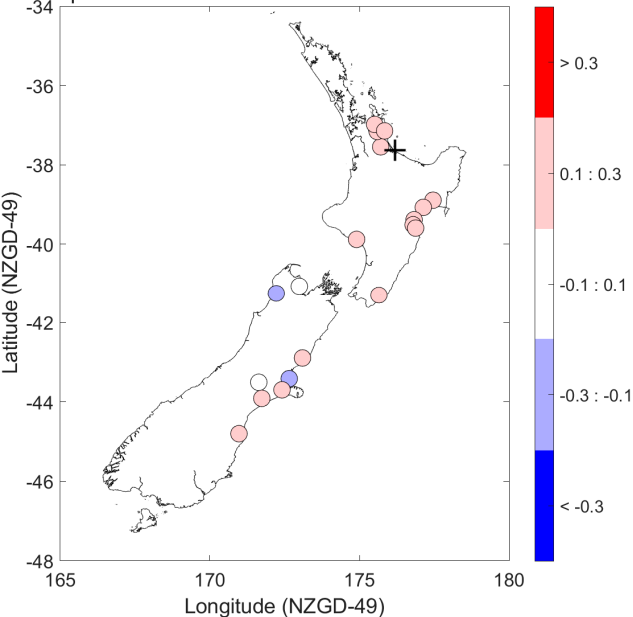 -34
-36
-38
-40
-42
-44
-46
-48
165
170
175
180
Longitude (NZGD-49)
Latitude (NZGD-49)
> 0.3
0.1 : 0.3
-0.1 : 0.1
-0.3 : -0.1
< -0.3